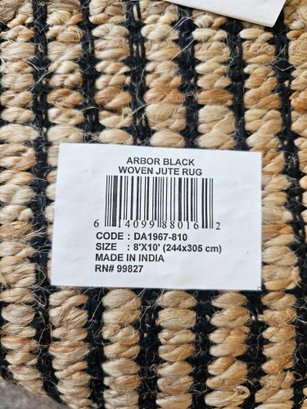 ARBOR BLACK
WOVEN JUTE RUG
6 14099 88016 2
CODE : DA1967-810
SIZE : 8'X10' (244x305 cm)
MADE IN INDIA
RN# 99827